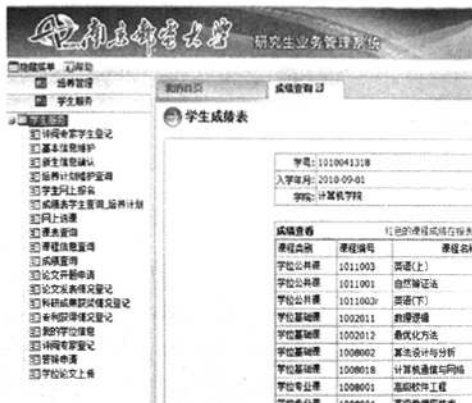 南京邮电大学 研究生业务管理系统
隐藏菜单 帮助
培养管理
学生服务
学生服务
评阅专家学生登记
基本信息维护
新生信息确认
培养计划维护查询
学生网上报名
成绩表学生查询_培养计划
网上选课
课表查询
课程信息查询
成绩查询
论文开题申请
论文发表情况登记
科研成果获奖情况登记
专利获得情况登记
我的学位信息
评阅专家登记
答辩申请
学位论文上传
我的首页 成绩查询
学生成绩表
学号: 1010041318
入学年月: 2010-09-01
学院: 计算机学院
成绩查看 红色的课程成绩在报表
课程类别 课程编号 课程名称
学位公共课 1011003 英语(上)
学位公共课 1011001 自然辩证法
学位公共课 1011003r 英语(下)
学位基础课 1002011 数理逻辑
学位基础课 1002012 最优化方法
学位基础课 1008002 算法设计与分析
学位基础课 1008018 计算机通信与网络
学位专业课 1008001 高级软件工程